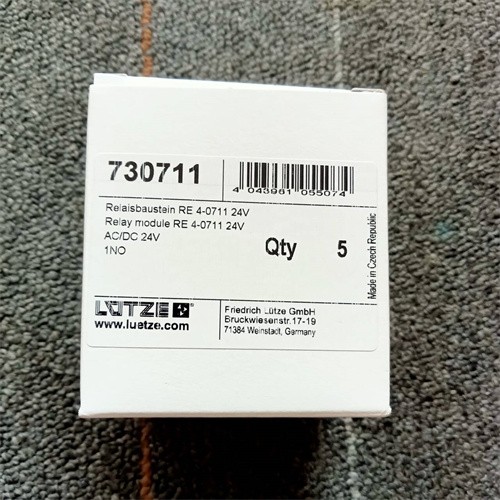 730711
4 043981 055074
Relaisbaustein RE 4-0711 24V
Relay module RE 4-0711 24V
AC/DC 24V
1NO
Qty 5
Made in Czech Republic
LÜTZE
www.luetze.com
Friedrich Lütze GmbH
Bruckwiesenstr.17-19
71384 Weinstadt, Germany